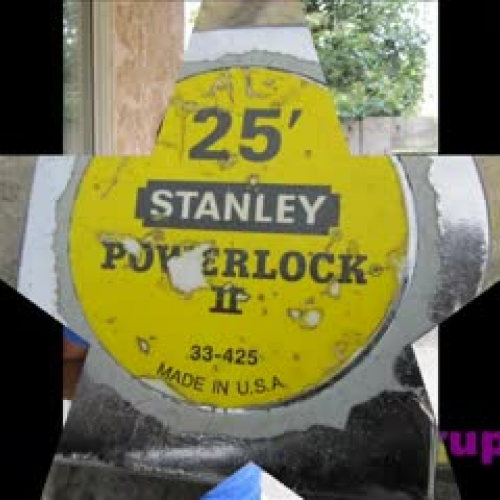 25'
STANLEY
POWERLOCK®
II
33-425
MADE IN U.S.A